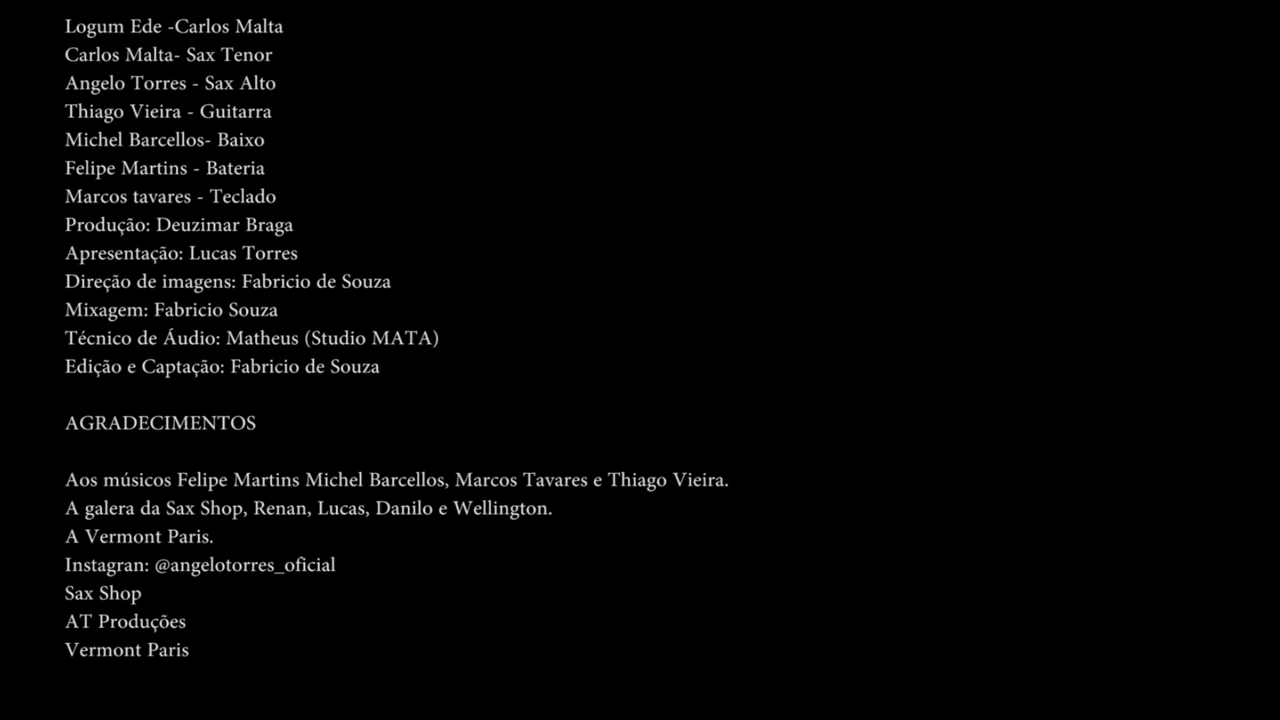 Logum Ede -Carlos Malta
Carlos Malta- Sax Tenor
Angelo Torres - Sax Alto
Thiago Vieira - Guitarra
Michel Barcellos- Baixo
Felipe Martins - Bateria
Marcos tavares - Teclado
Produção: Deuzimar Braga
Apresentação: Lucas Torres
Direção de imagens: Fabricio de Souza
Mixagem: Fabricio Souza
Técnico de Áudio: Matheus (Studio MATA)
Edição e Captação: Fabricio de Souza
AGRADECIMENTOS
Aos músicos Felipe Martins Michel Barcellos, Marcos Tavares e Thiago Vieira.
A galera da Sax Shop, Renan, Lucas, Danilo e Wellington.
A Vermont Paris.
Instagran: @angelotorres_oficial
Sax Shop
AT Produções
Vermont Paris